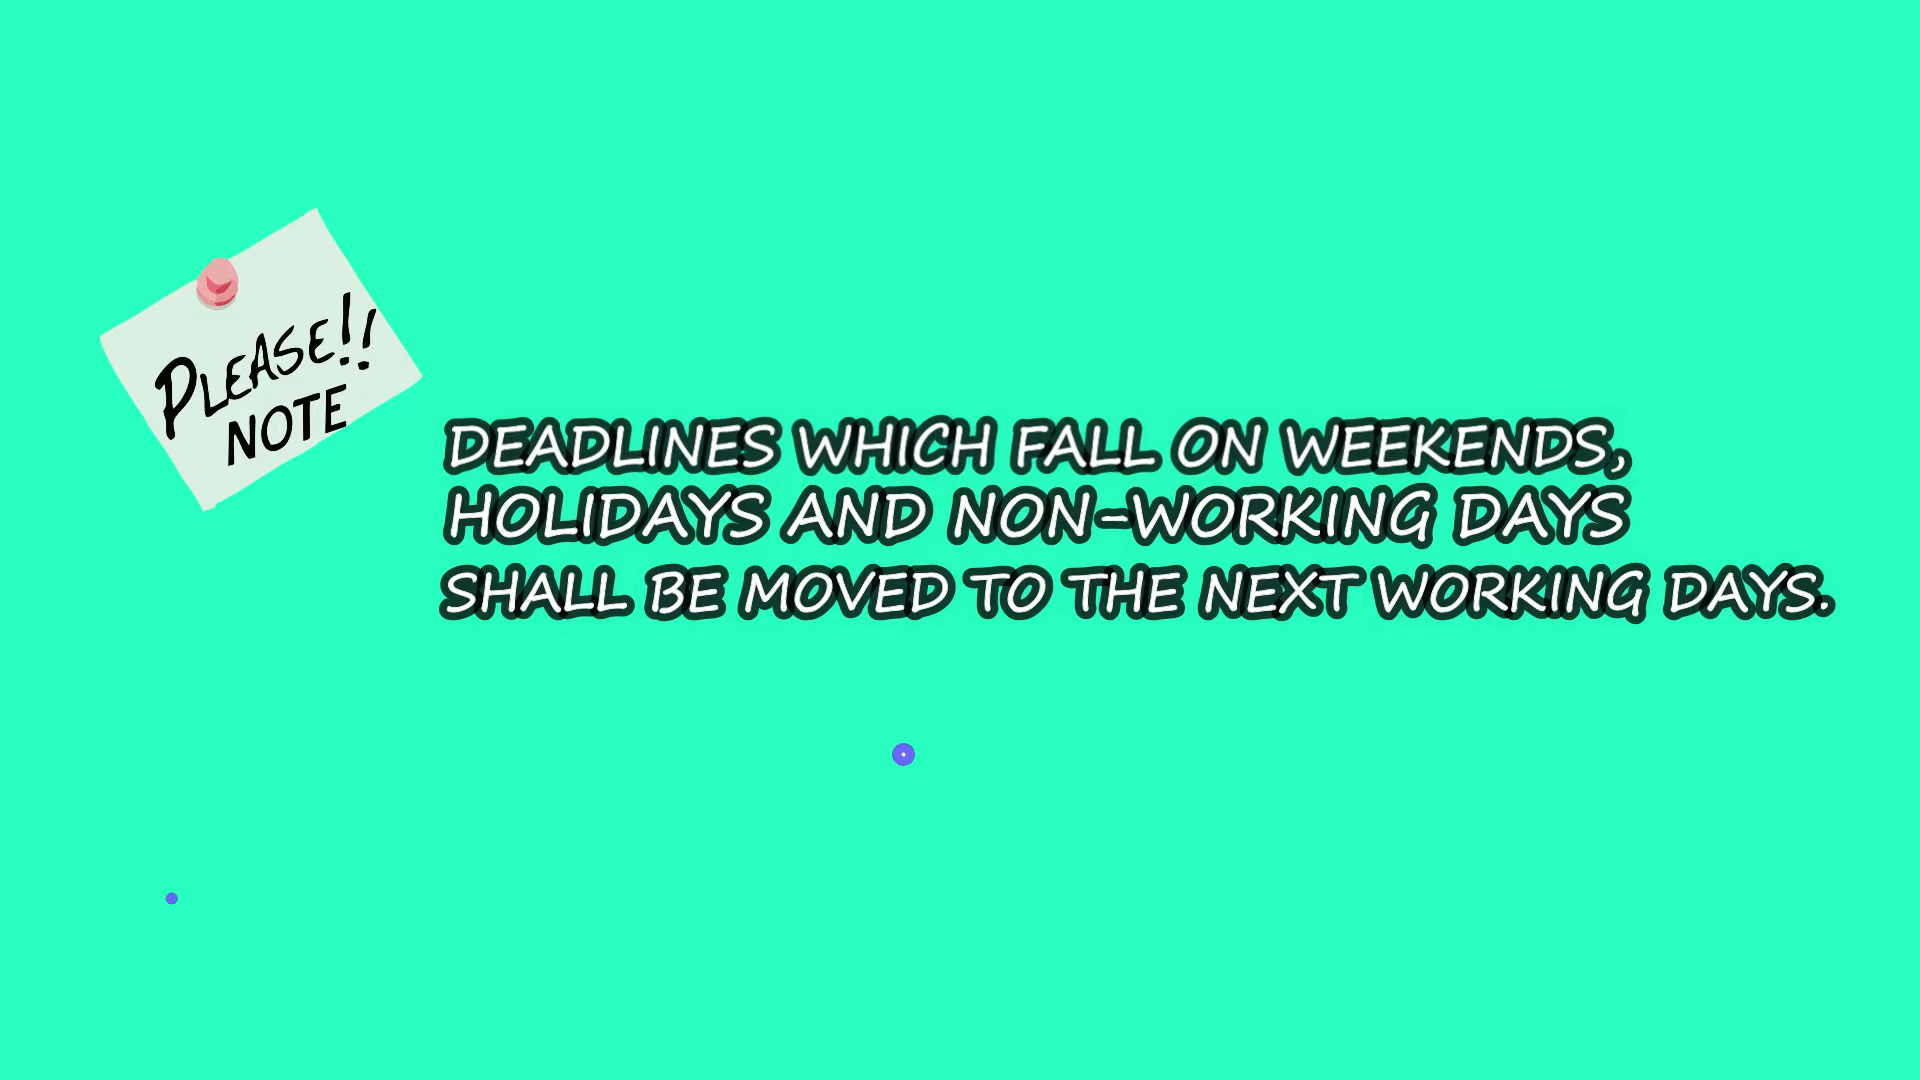 PLEASE!!
NOTE
DEADLINES WHICH FALL ON WEEKENDS,
HOLIDAYS AND NON-WORKING DAYS
SHALL BE MOVED TO THE NEXT WORKING DAYS.